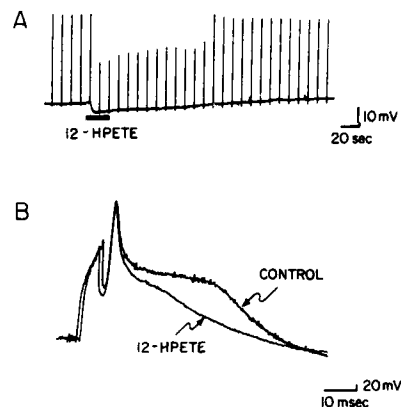 A
12-HPETE
10 mV
20 sec
B
CONTROL
12-HPETE
20 mV
10 msec